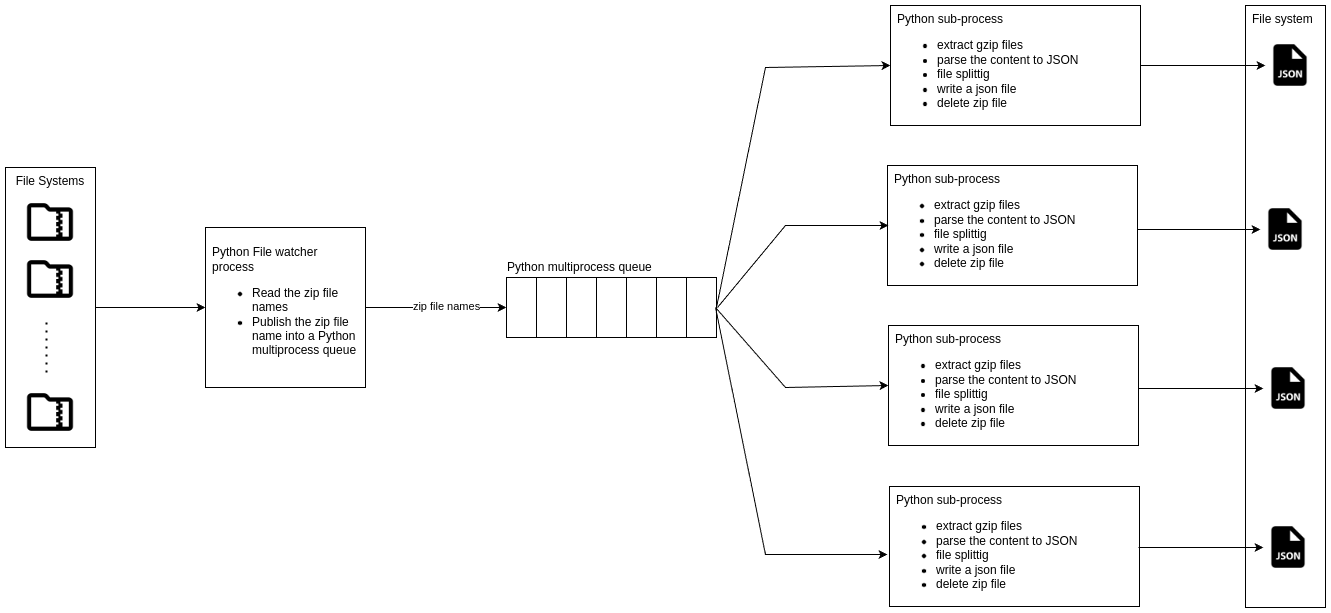 File Systems
Python File watcher
process
Read the zip file
names
Publish the zip file
name into a Python
multiprocess queue
zip file names
Python multiprocess queue
Python sub-process
extract gzip files
parse the content to JSON
file splittig
write a json file
delete zip file
Python sub-process
extract gzip files
parse the content to JSON
file splittig
write a json file
delete zip file
Python sub-process
extract gzip files
parse the content to JSON
file splittig
write a json file
delete zip file
Python sub-process
extract gzip files
parse the content to JSON
file splittig
write a json file
delete zip file
File system
JSON
JSON
JSON
JSON